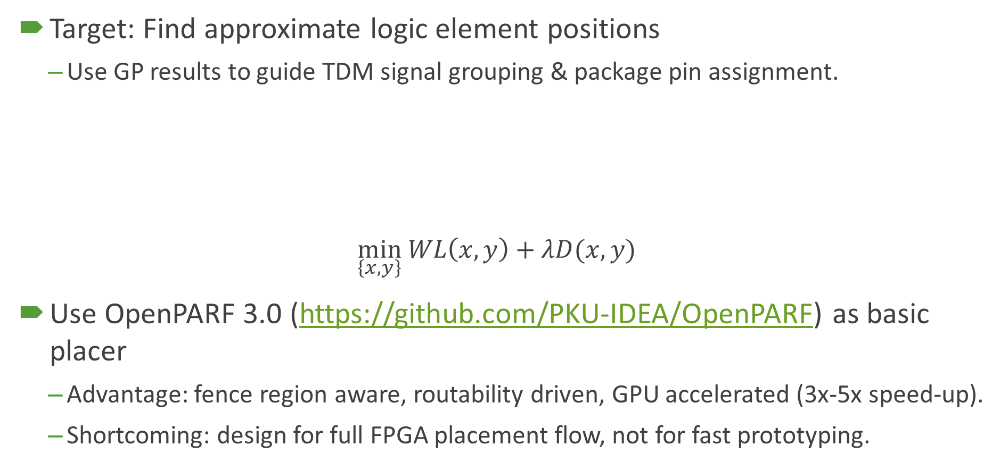 Target: Find approximate logic element positions
– Use GP results to guide TDM signal grouping & package pin assignment.
min WL(x, y) + λD(x, y)
{x,y}
Use OpenPARF 3.0 (https://github.com/PKU-IDEA/OpenPARF) as basic
placer
– Advantage: fence region aware, routability driven, GPU accelerated (3x-5x speed-up).
– Shortcoming: design for full FPGA placement flow, not for fast prototyping.